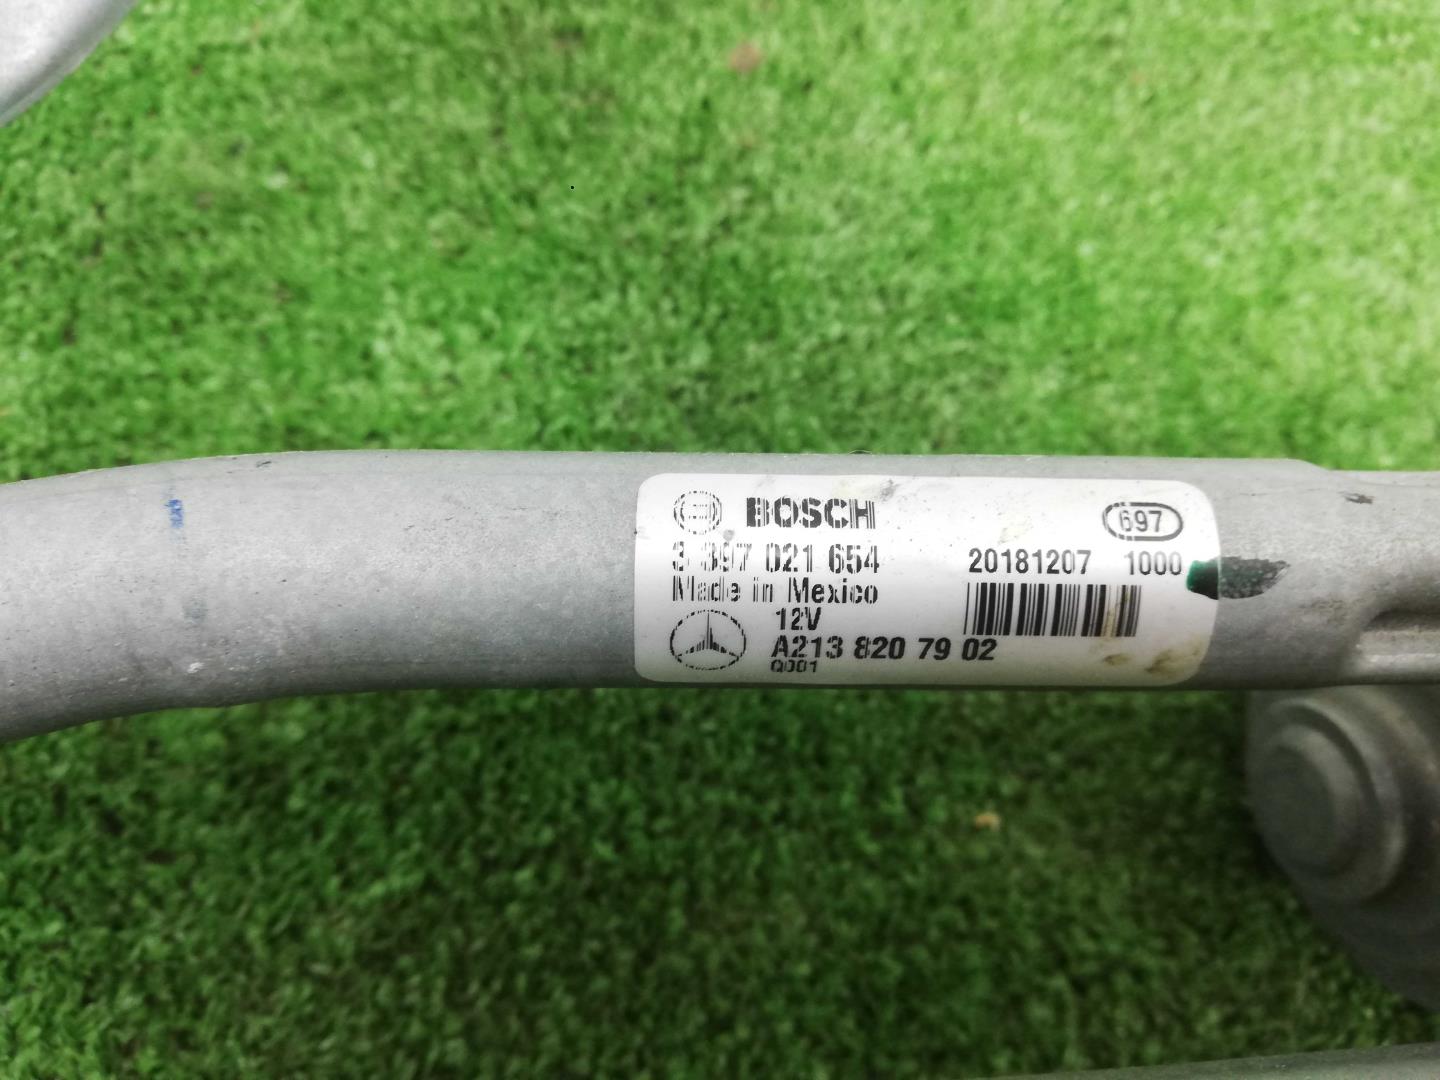 BOSCH
697
3 397 021 654
20181207 1000
Made in Mexico
12V
A213 820 79 02
Q001